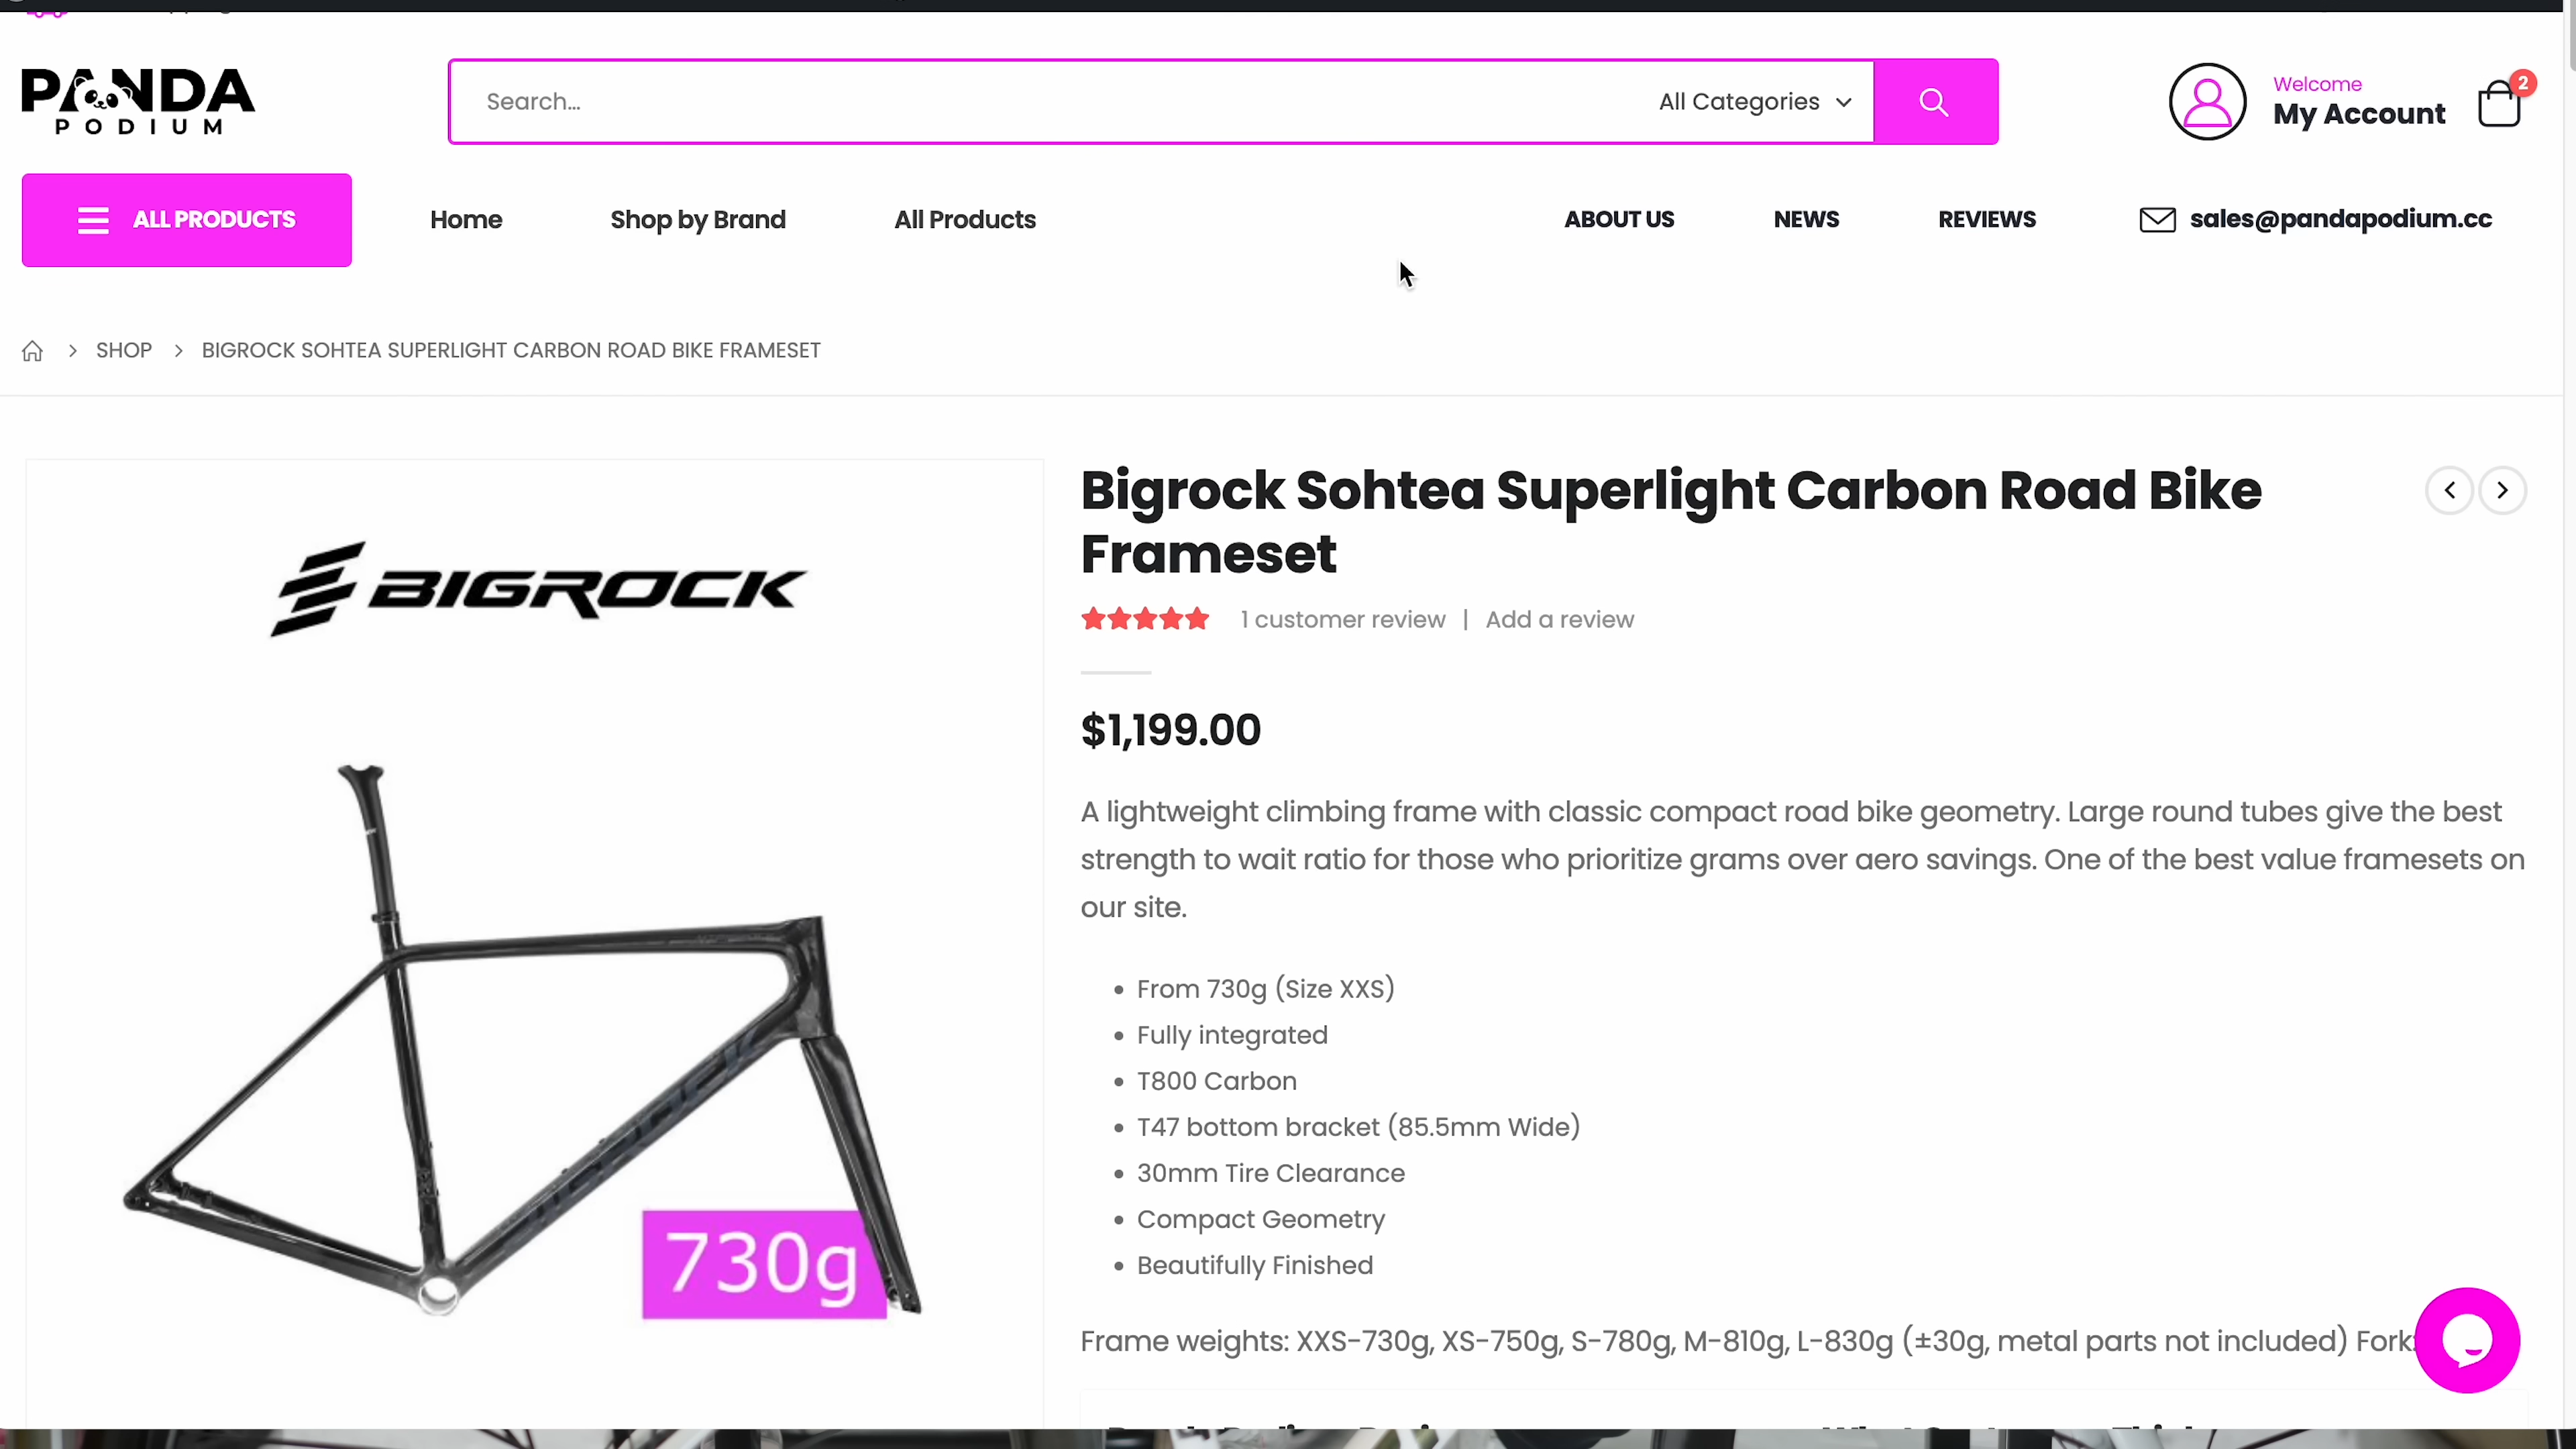 PANDA
PODIUM
Search...
All Categories
Welcome
My Account
2
ALL PRODUCTS
Home
Shop by Brand
All Products
ABOUT US
NEWS
REVIEWS
sales@pandapodium.cc
SHOP
BIGROCK SOHTEA SUPERLIGHT CARBON ROAD BIKE FRAMESET
BIGROCK
BIGROCK
730g
Bigrock Sohtea Superlight Carbon Road Bike
Frameset
1 customer review | Add a review
$1,199.00
A lightweight climbing frame with classic compact road bike geometry. Large round tubes give the best
strength to wait ratio for those who prioritize grams over aero savings. One of the best value framesets on
our site.
From 730g (Size XXS)
Fully integrated
T800 Carbon
T47 bottom bracket (85.5mm Wide)
30mm Tire Clearance
Compact Geometry
Beautifully Finished
Frame weights: XXS-730g, XS-750g, S-780g, M-810g, L-830g (±30g, metal parts not included) Fork: